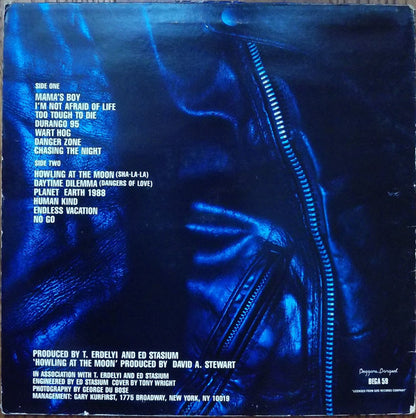 SIDE ONE
MAMA'S BOY
I'M NOT AFRAID OF LIFE
TOO TOUGH TO DIE
DURANGO 95
WART HOG
DANGER ZONE
CHASING THE NIGHT
SIDE TWO
HOWLING AT THE MOON (SHA-LA-LA)
DAYTIME DILEMMA (DANGERS OF LOVE)
PLANET EARTH 1988
HUMAN KIND
ENDLESS VACATION
NO GO
PRODUCED BY T. ERDELYI AND ED STASIUM
'HOWLING AT THE MOON' PRODUCED BY DAVID A. STEWART
IN ASSOCIATION WITH T. ERDELYI AND ED STASIUM
ENGINEERED BY ED STASIUM COVER BY TONY WRIGHT
PHOTOGRAPHY BY GEORGE DU BOSE
MANAGEMENT: GARY KURFIRST, 1775 BROADWAY, NEW YORK, NY 10019
Beggars Banquet
BEGA 59
LICENSED FROM SIRE RECORDS COMPANY